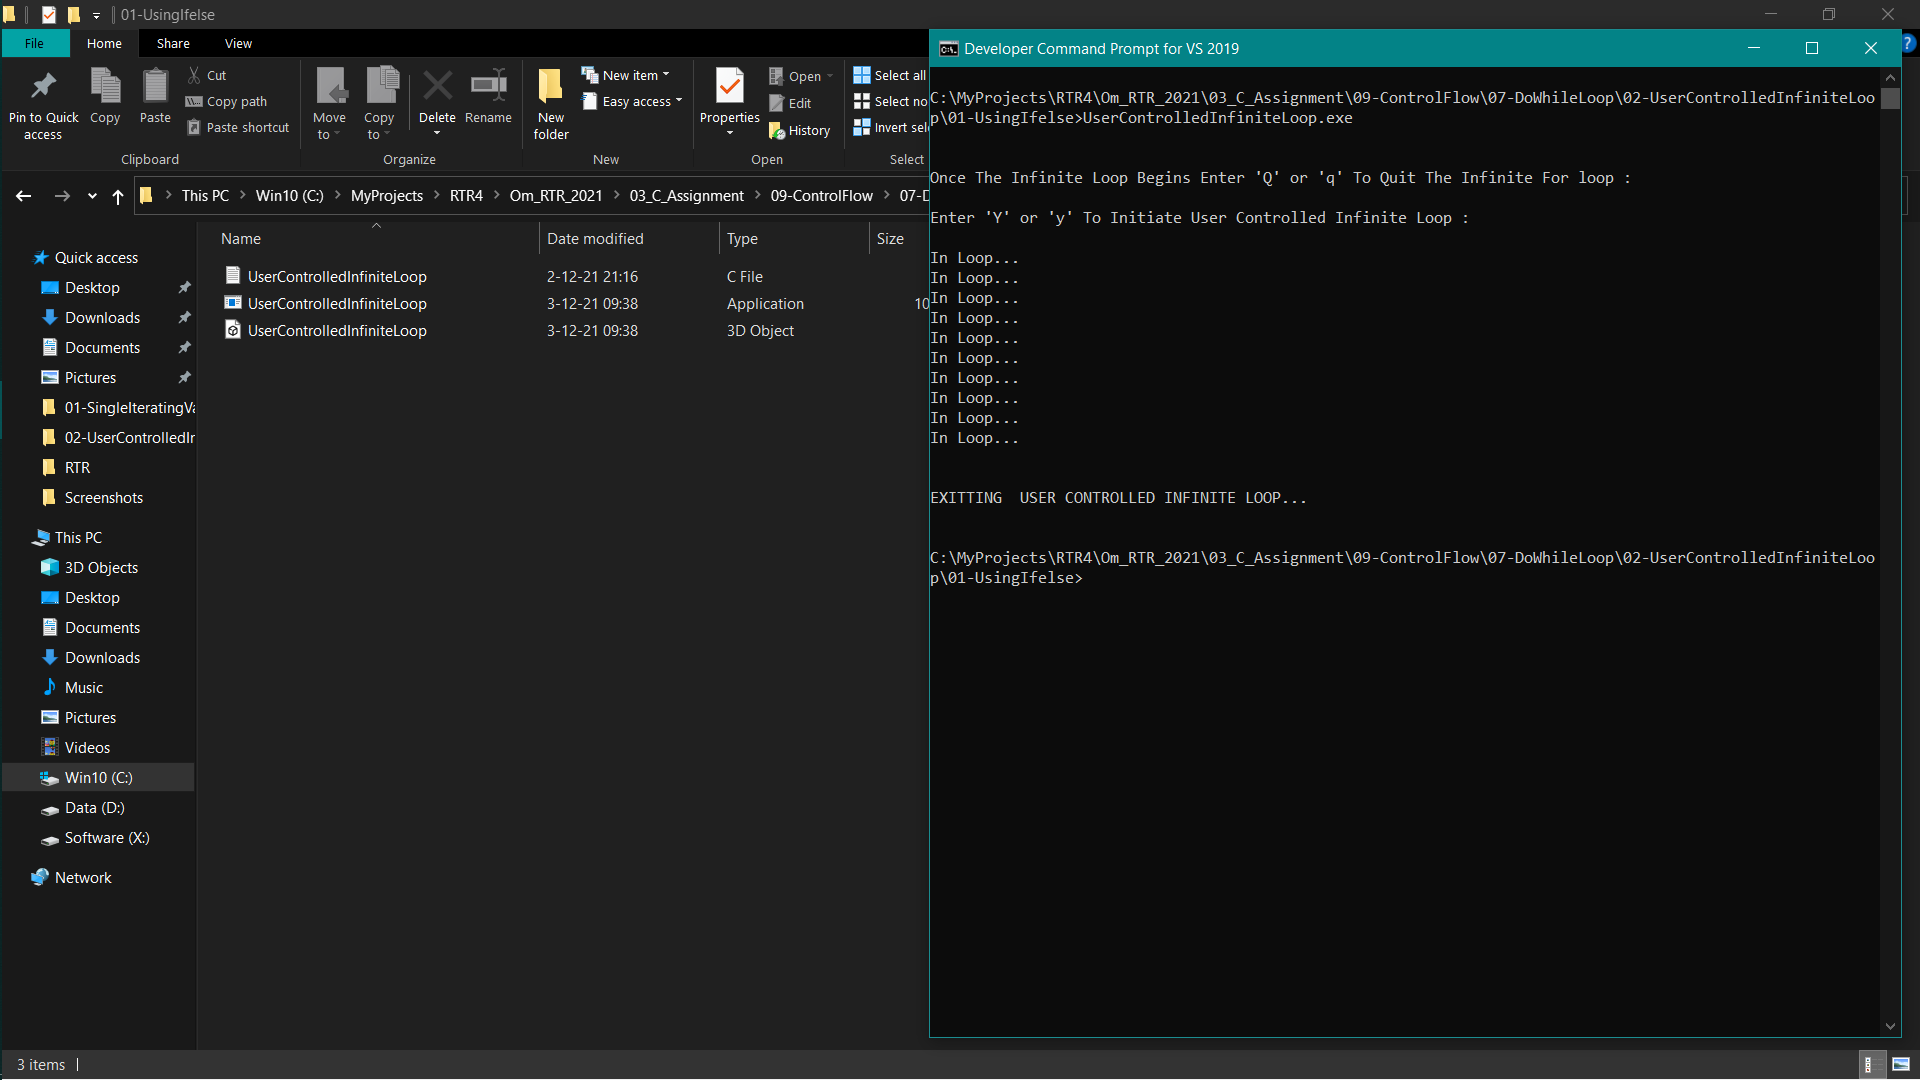 01-UsingIfelse
File
Home
Share
View
Pin to Quick access
Copy
Paste
Cut
Copy path
Paste shortcut
Clipboard
Move to
Copy to
Delete
Rename
Organize
New folder
New item
Easy access
New
Properties
Open
Edit
History
Open
Select all
Select no
Invert sel
Select
This PC
Win10 (C:)
MyProjects
RTR4
Om_RTR_2021
03_C_Assignment
09-ControlFlow
07-D
Name
Date modified
Type
Size
UserControlledInfiniteLoop 2-12-21 21:16 C File
UserControlledInfiniteLoop 3-12-21 09:38 Application 10
UserControlledInfiniteLoop 3-12-21 09:38 3D Object
Quick access
Desktop
Downloads
Documents
Pictures
01-SingleIteratingVa
02-UserControlledIn
RTR
Screenshots
This PC
3D Objects
Desktop
Documents
Downloads
Music
Pictures
Videos
Win10 (C:)
Data (D:)
Software (X:)
Network
3 items
Developer Command Prompt for VS 2019
C:\MyProjects\RTR4\Om_RTR_2021\03_C_Assignment\09-ControlFlow\07-DoWhileLoop\02-UserControlledInfiniteLoo
p\01-UsingIfelse>UserControlledInfiniteLoop.exe
Once The Infinite Loop Begins Enter 'Q' or 'q' To Quit The Infinite For loop :
Enter 'Y' or 'y' To Initiate User Controlled Infinite Loop :
In Loop...
In Loop...
In Loop...
In Loop...
In Loop...
In Loop...
In Loop...
In Loop...
In Loop...
In Loop...
EXITTING  USER CONTROLLED INFINITE LOOP...
C:\MyProjects\RTR4\Om_RTR_2021\03_C_Assignment\09-ControlFlow\07-DoWhileLoop\02-UserControlledInfiniteLoo
p\01-UsingIfelse>